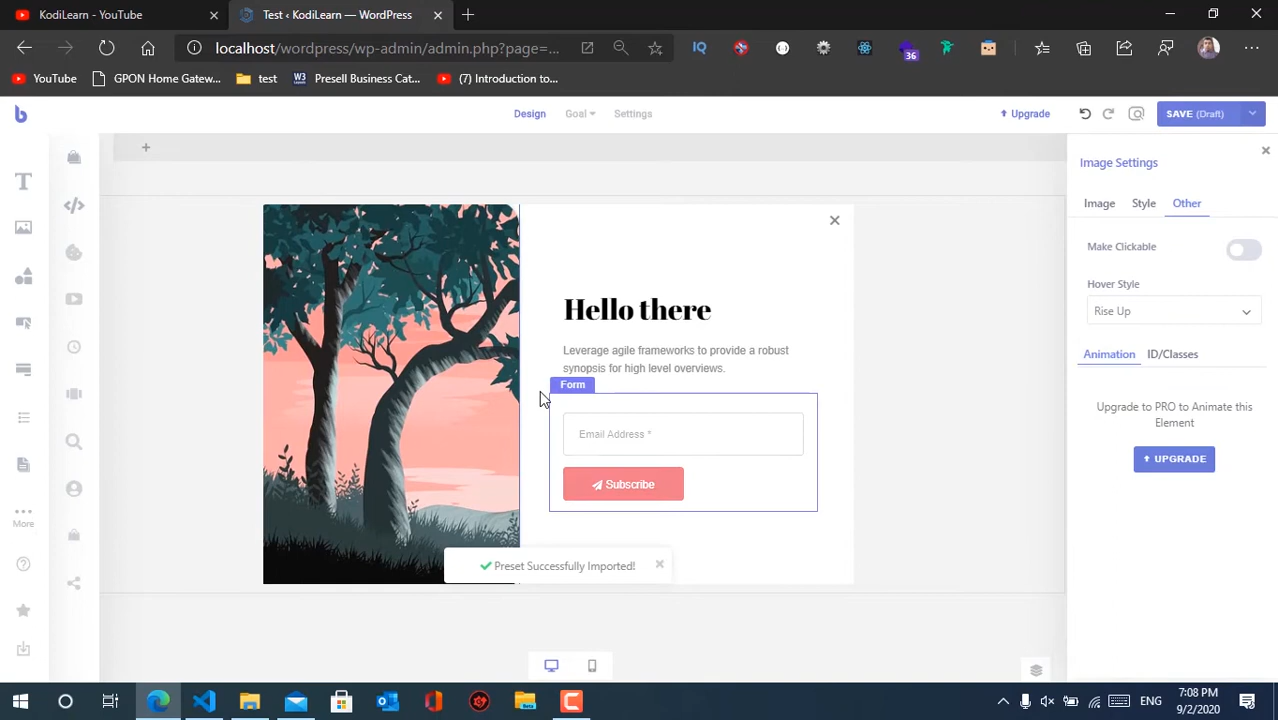 KodiLearn - YouTube
Test ‹ KodiLearn — WordPress
localhost/wordpress/wp-admin/admin.php?page=...
IQ
36
YouTube
GPON Home Gatew...
test
W3
Presell Business Cat...
(7) Introduction to...
b
Design
Goal
Settings
Upgrade
SAVE (Draft)
Image Settings
Image
Style
Other
Make Clickable
Hover Style
Rise Up
Animation
ID/Classes
Upgrade to PRO to Animate this
Element
UPGRADE
T
More
Hello there
Leverage agile frameworks to provide a robust
synopsis for high level overviews.
Form
Email Address *
Subscribe
Preset Successfully Imported!
ENG
7:08 PM
9/2/2020